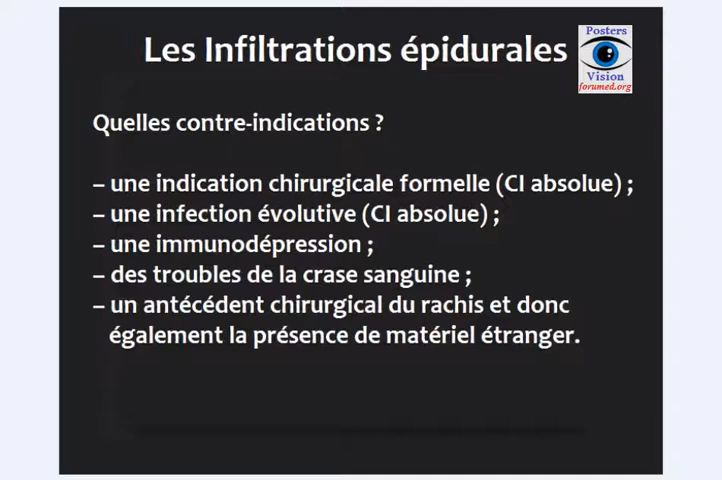 Les Infiltrations épidurales
Posters
Vision
forumed.org
Quelles contre-indications ?
– une indication chirurgicale formelle (CI absolue) ;
– une infection évolutive (CI absolue) ;
– une immunodépression ;
– des troubles de la crase sanguine ;
– un antécédent chirurgical du rachis et donc
également la présence de matériel étranger.